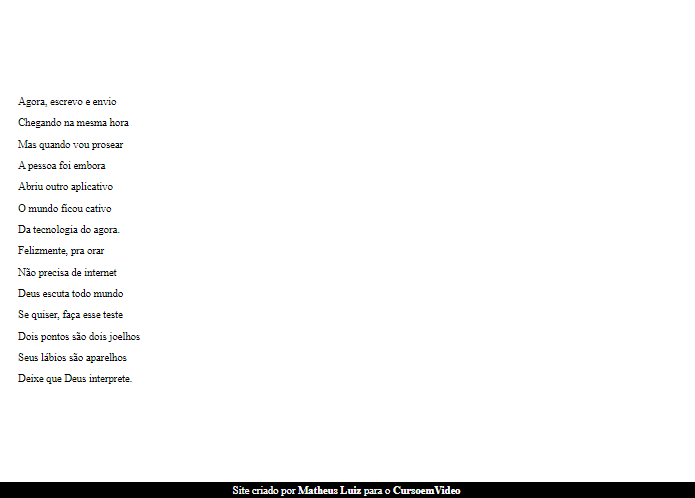 Agora, escrevo e envio
Chegando na mesma hora
Mas quando vou prosear
A pessoa foi embora
Abriu outro aplicativo
O mundo ficou cativo
Da tecnologia do agora.
Felizmente, pra orar
Não precisa de internet
Deus escuta todo mundo
Se quiser, faça esse teste
Dois pontos são dois joelhos
Seus lábios são aparelhos
Deixe que Deus interprete.
Site criado por Matheus Luiz para o CursoemVideo